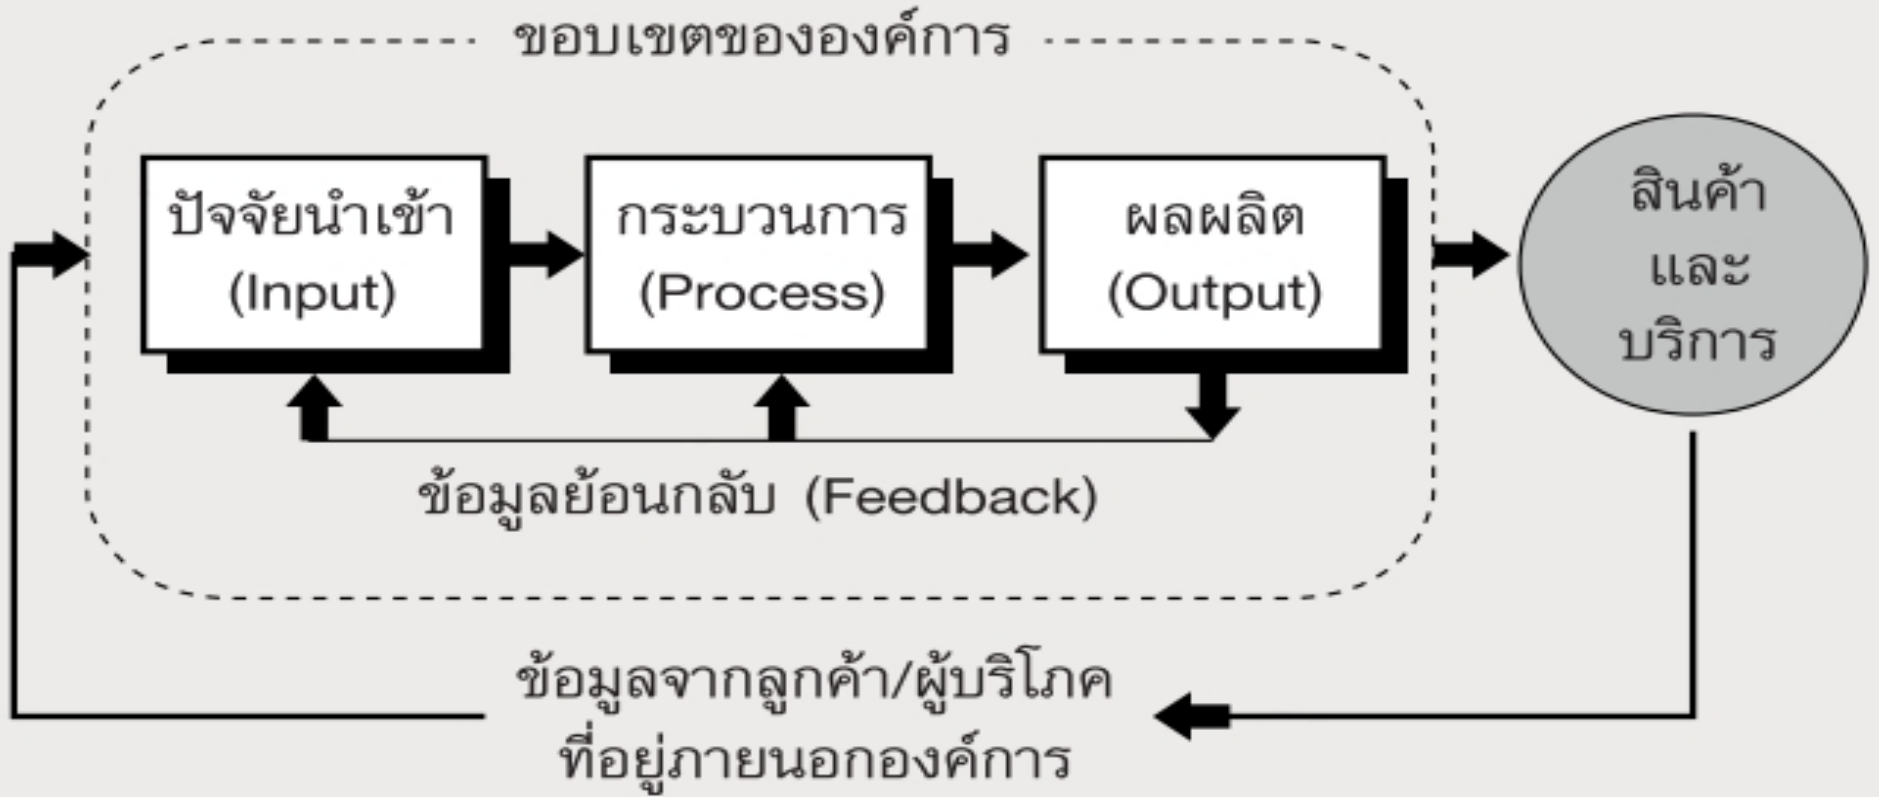 ขอบเขตขององค์การ
ปัจจัยนำเข้า
(Input)
กระบวนการ
(Process)
ผลผลิต
(Output)
สินค้า
และ
บริการ
ข้อมูลย้อนกลับ (Feedback)
ข้อมูลจากลูกค้า/ผู้บริโภค
ที่อยู่ภายนอกองค์การ